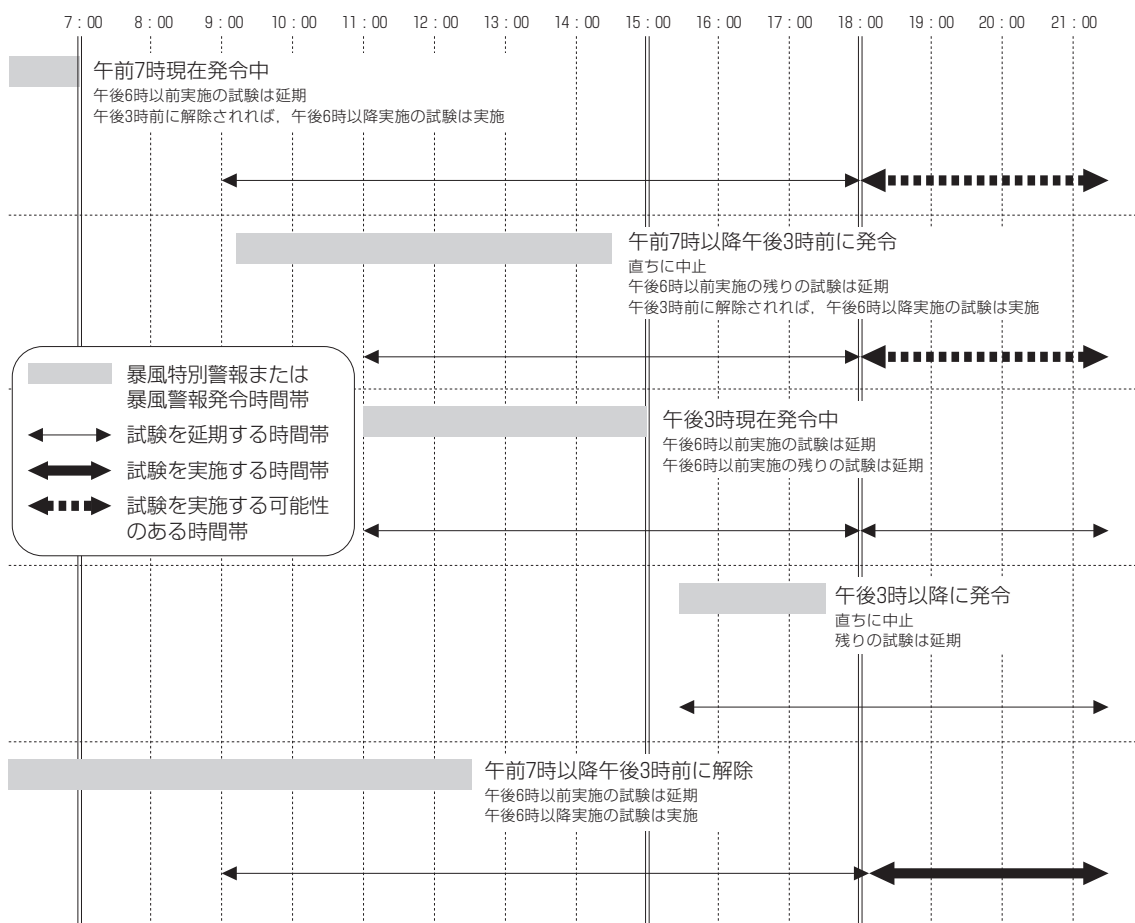 7：00 8：00 9：00 10：00 11：00 12：00 13：00 14：00 15：00 16：00 17：00 18：00 19：00 20：00 21：00
午前7時現在発令中
午後6時以前実施の試験は延期
午後3時前に解除されれば，午後6時以降実施の試験は実施
午前7時以降午後3時前に発令
直ちに中止
午後6時以前実施の残りの試験は延期
午後3時前に解除されれば，午後6時以降実施の試験は実施
暴風特別警報または
暴風警報発令時間帯
試験を延期する時間帯
試験を実施する時間帯
試験を実施する可能性
のある時間帯
午後3時現在発令中
午後6時以前実施の試験は延期
午後6時以前実施の残りの試験は延期
午後3時以降に発令
直ちに中止
残りの試験は延期
午前7時以降午後3時前に解除
午後6時以前実施の試験は延期
午後6時以降実施の試験は実施